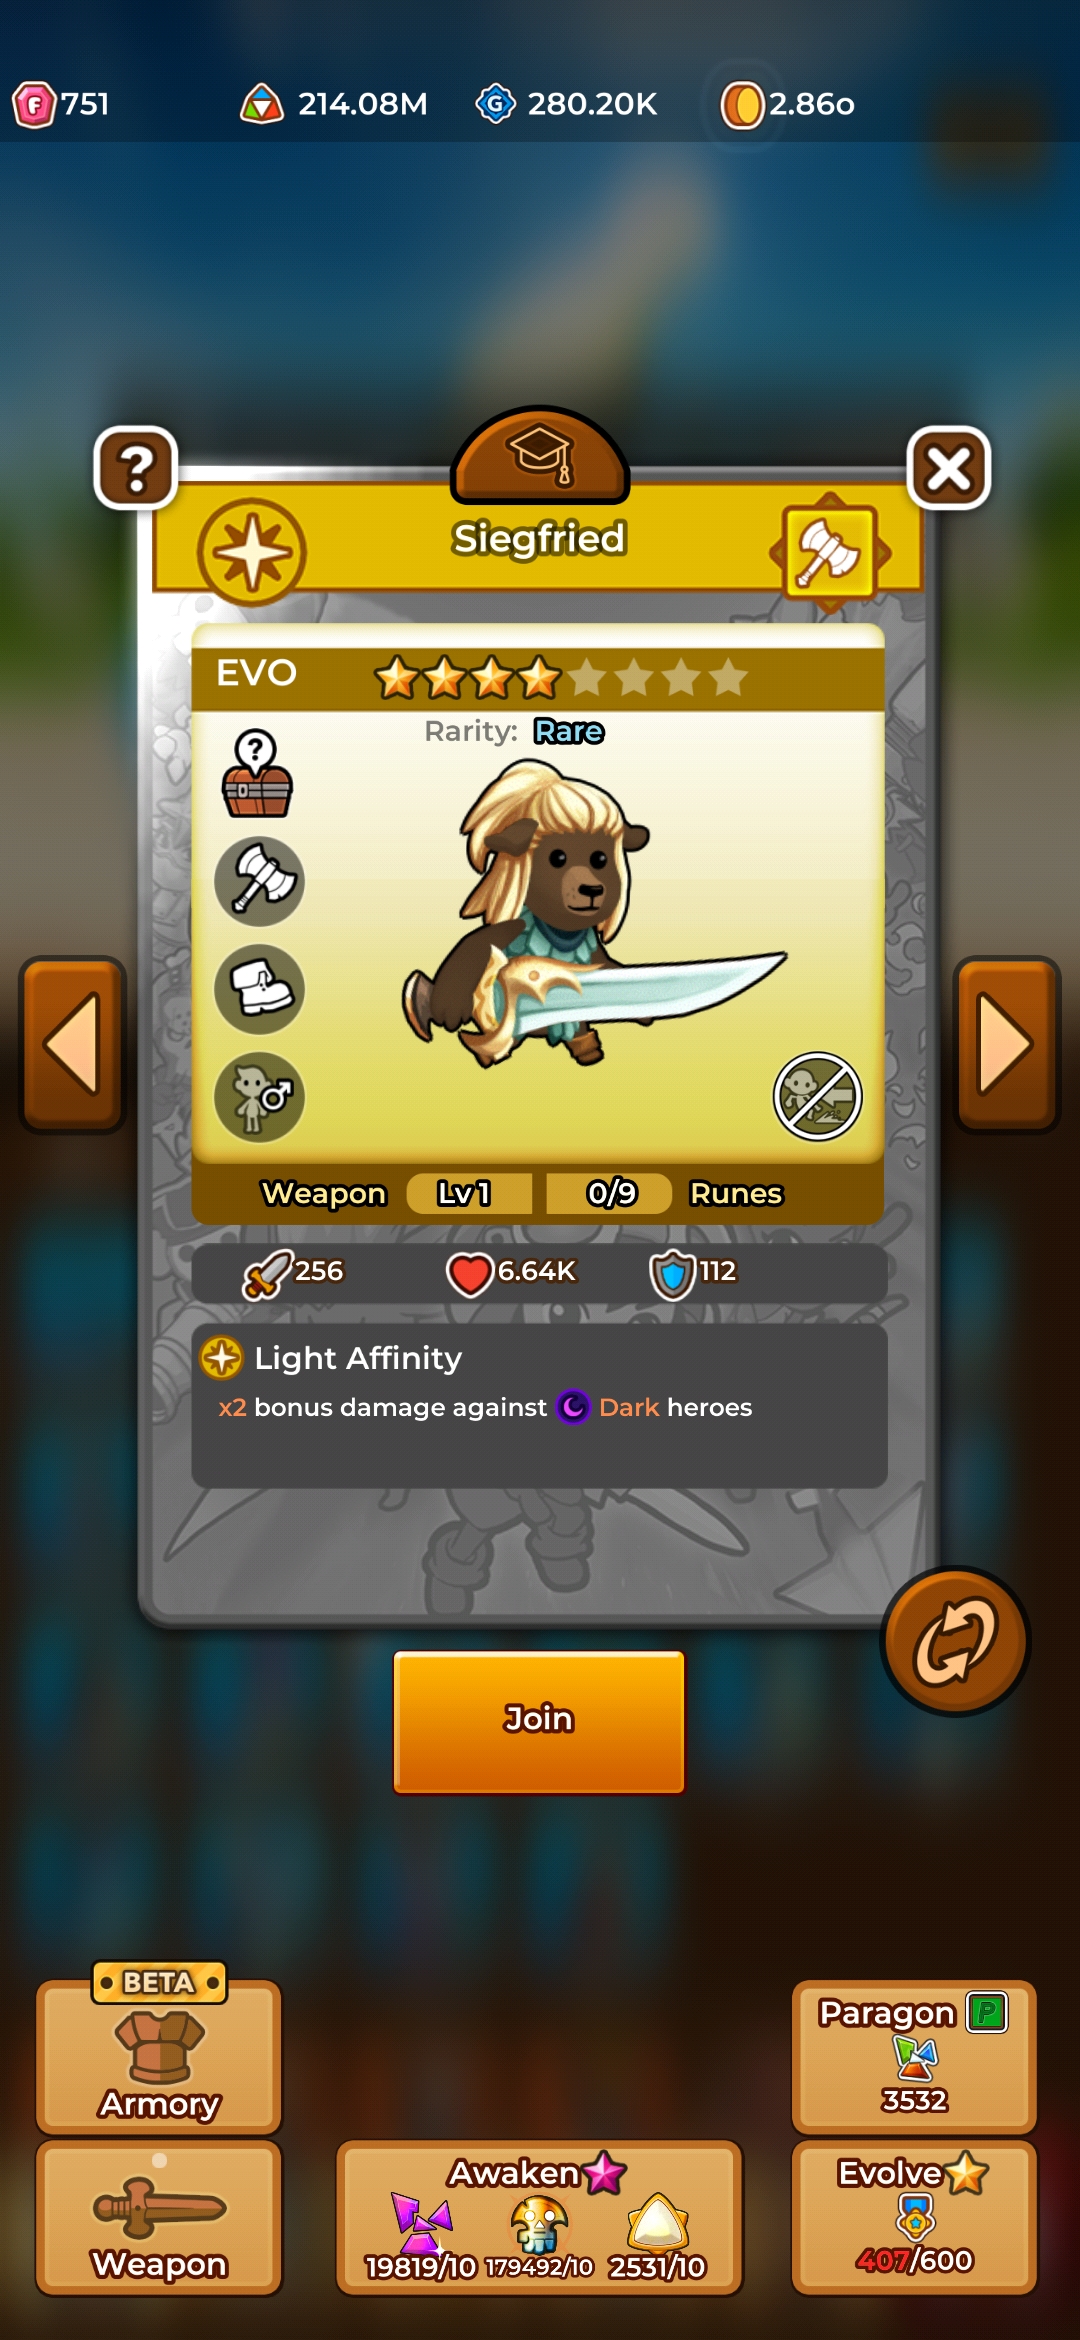 F 751 214.08M G 280.20K 2.86o
?
Siegfried
EVO
Rarity: Rare
?
Weapon Lv1 0/9 Runes
256 6.64K 112
Light Affinity
x2 bonus damage against Dark heroes
Join
BETA
Armory
Paragon P
3532
Weapon
Awaken
19819/10 179492/10 2531/10
Evolve
407/600